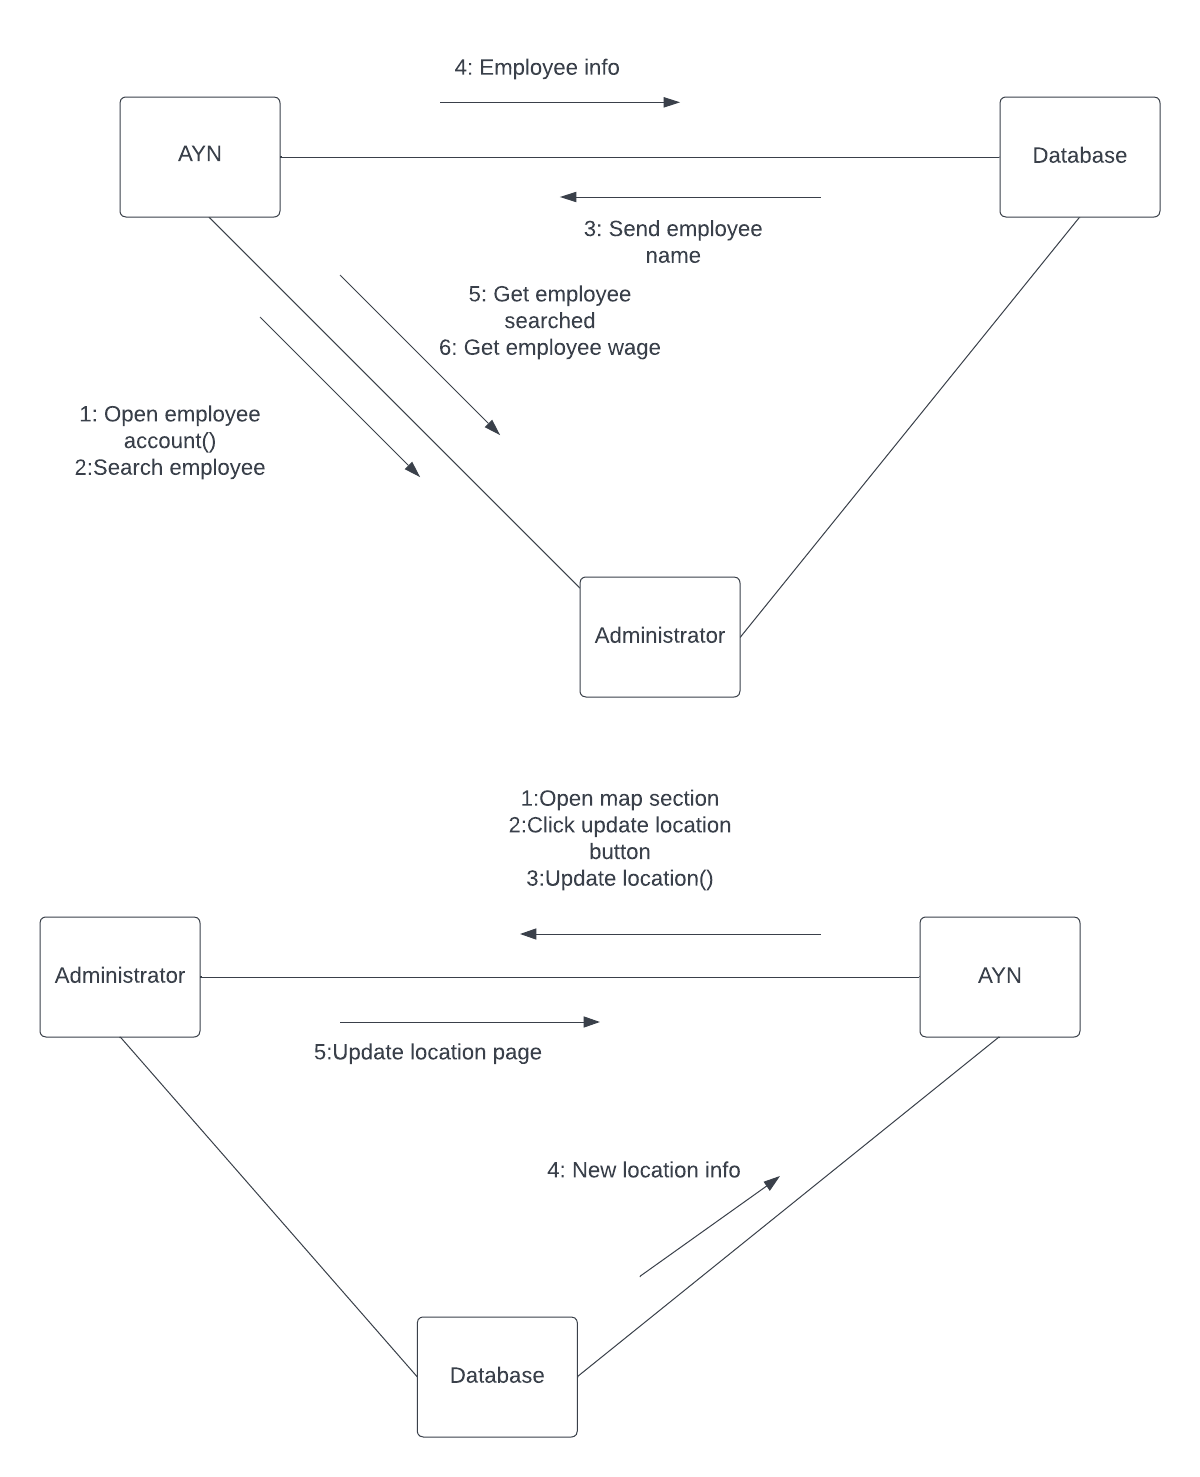 4: Employee info
AYN
Database
3: Send employee
name
5: Get employee
searched
6: Get employee wage
1: Open employee
account()
2:Search employee
Administrator
1:Open map section
2:Click update location
button
3:Update location()
Administrator
AYN
5:Update location page
4: New location info
Database